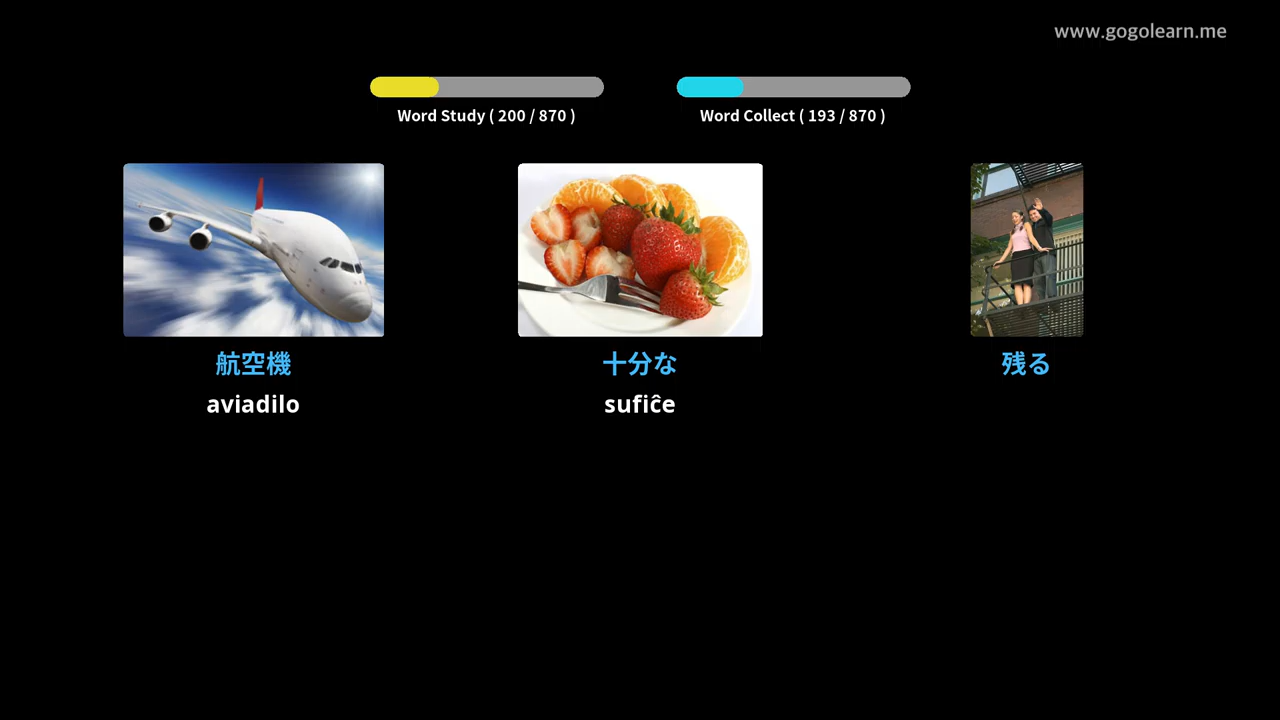 www.gogolearn.me
Word Study ( 200 / 870 )
Word Collect ( 193 / 870 )
航空機
十分な
残る
aviadilo
sufiĉe